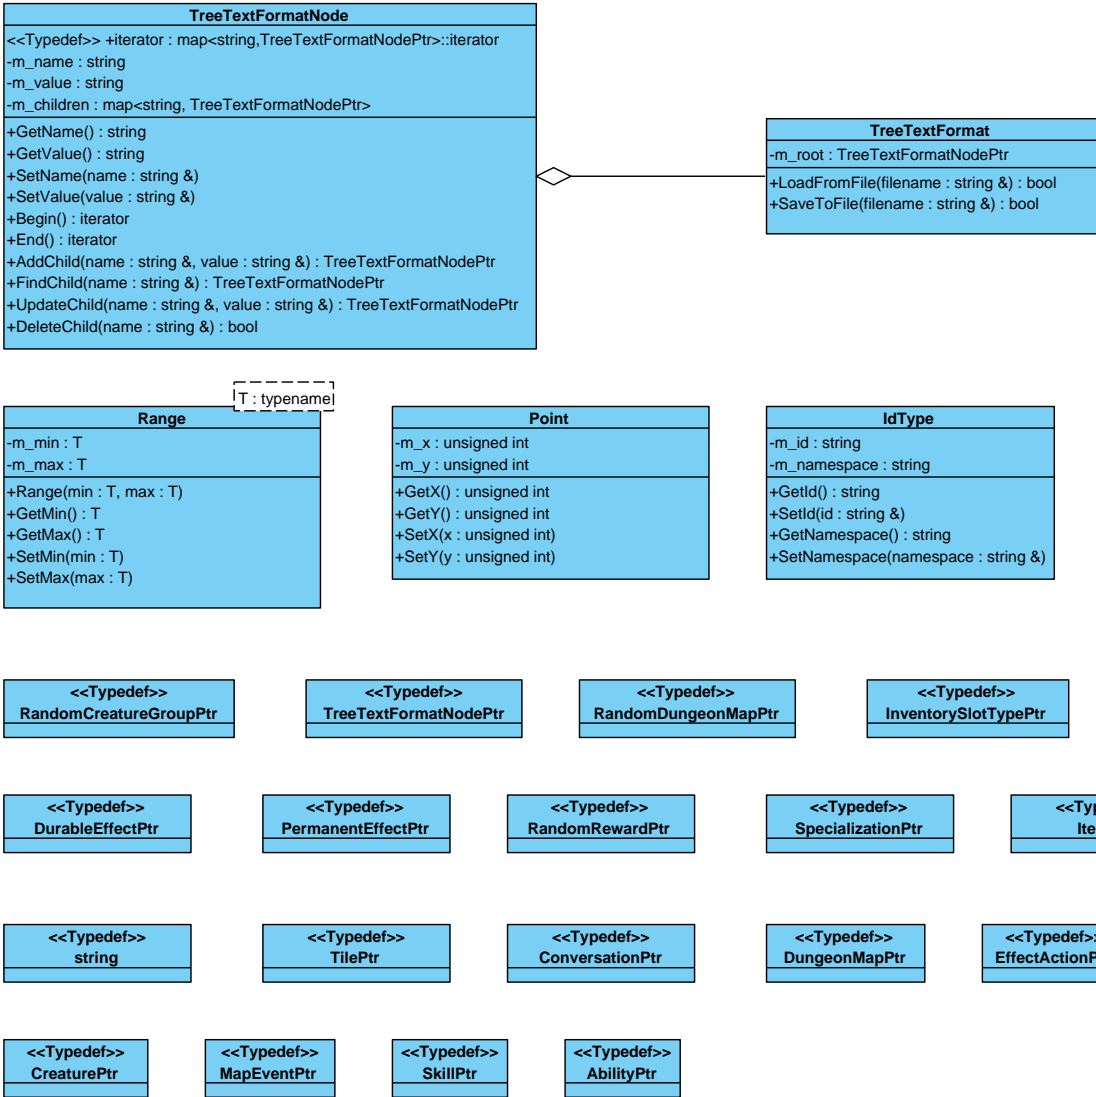 TreeTextFormatNode
<<Typedef>> +iterator : map<string,TreeTextFormatNodePtr>::iterator
-m_name : string
-m_value : string
-m_children : map<string, TreeTextFormatNodePtr>
+GetName() : string
+GetValue() : string
+SetName(name : string &)
+SetValue(value : string &)
+Begin() : iterator
+End() : iterator
+AddChild(name : string &, value : string &) : TreeTextFormatNodePtr
+FindChild(name : string &) : TreeTextFormatNodePtr
+UpdateChild(name : string &, value : string &) : TreeTextFormatNodePtr
+DeleteChild(name : string &) : bool
TreeTextFormat
-m_root : TreeTextFormatNodePtr
+LoadFromFile(filename : string &) : bool
+SaveToFile(filename : string &) : bool
T : typename
Range
-m_min : T
-m_max : T
+Range(min : T, max : T)
+GetMin() : T
+GetMax() : T
+SetMin(min : T)
+SetMax(max : T)
Point
-m_x : unsigned int
-m_y : unsigned int
+GetX() : unsigned int
+GetY() : unsigned int
+SetX(x : unsigned int)
+SetY(y : unsigned int)
IdType
-m_id : string
-m_namespace : string
+GetId() : string
+SetId(id : string &)
+GetNamespace() : string
+SetNamespace(namespace : string &)
<<Typedef>>
RandomCreatureGroupPtr
<<Typedef>>
TreeTextFormatNodePtr
<<Typedef>>
RandomDungeonMapPtr
<<Typedef>>
InventorySlotTypePtr
<<Typedef>>
DurableEffectPtr
<<Typedef>>
PermanentEffectPtr
<<Typedef>>
RandomRewardPtr
<<Typedef>>
SpecializationPtr
<<Typedef>>
string
<<Typedef>>
TilePtr
<<Typedef>>
ConversationPtr
<<Typedef>>
DungeonMapPtr
<<Typedef>
<<Typedef>>
CreaturePtr
<<Typedef>>
MapEventPtr
<<Typedef>>
SkillPtr
<<Typedef>>
AbilityPtr